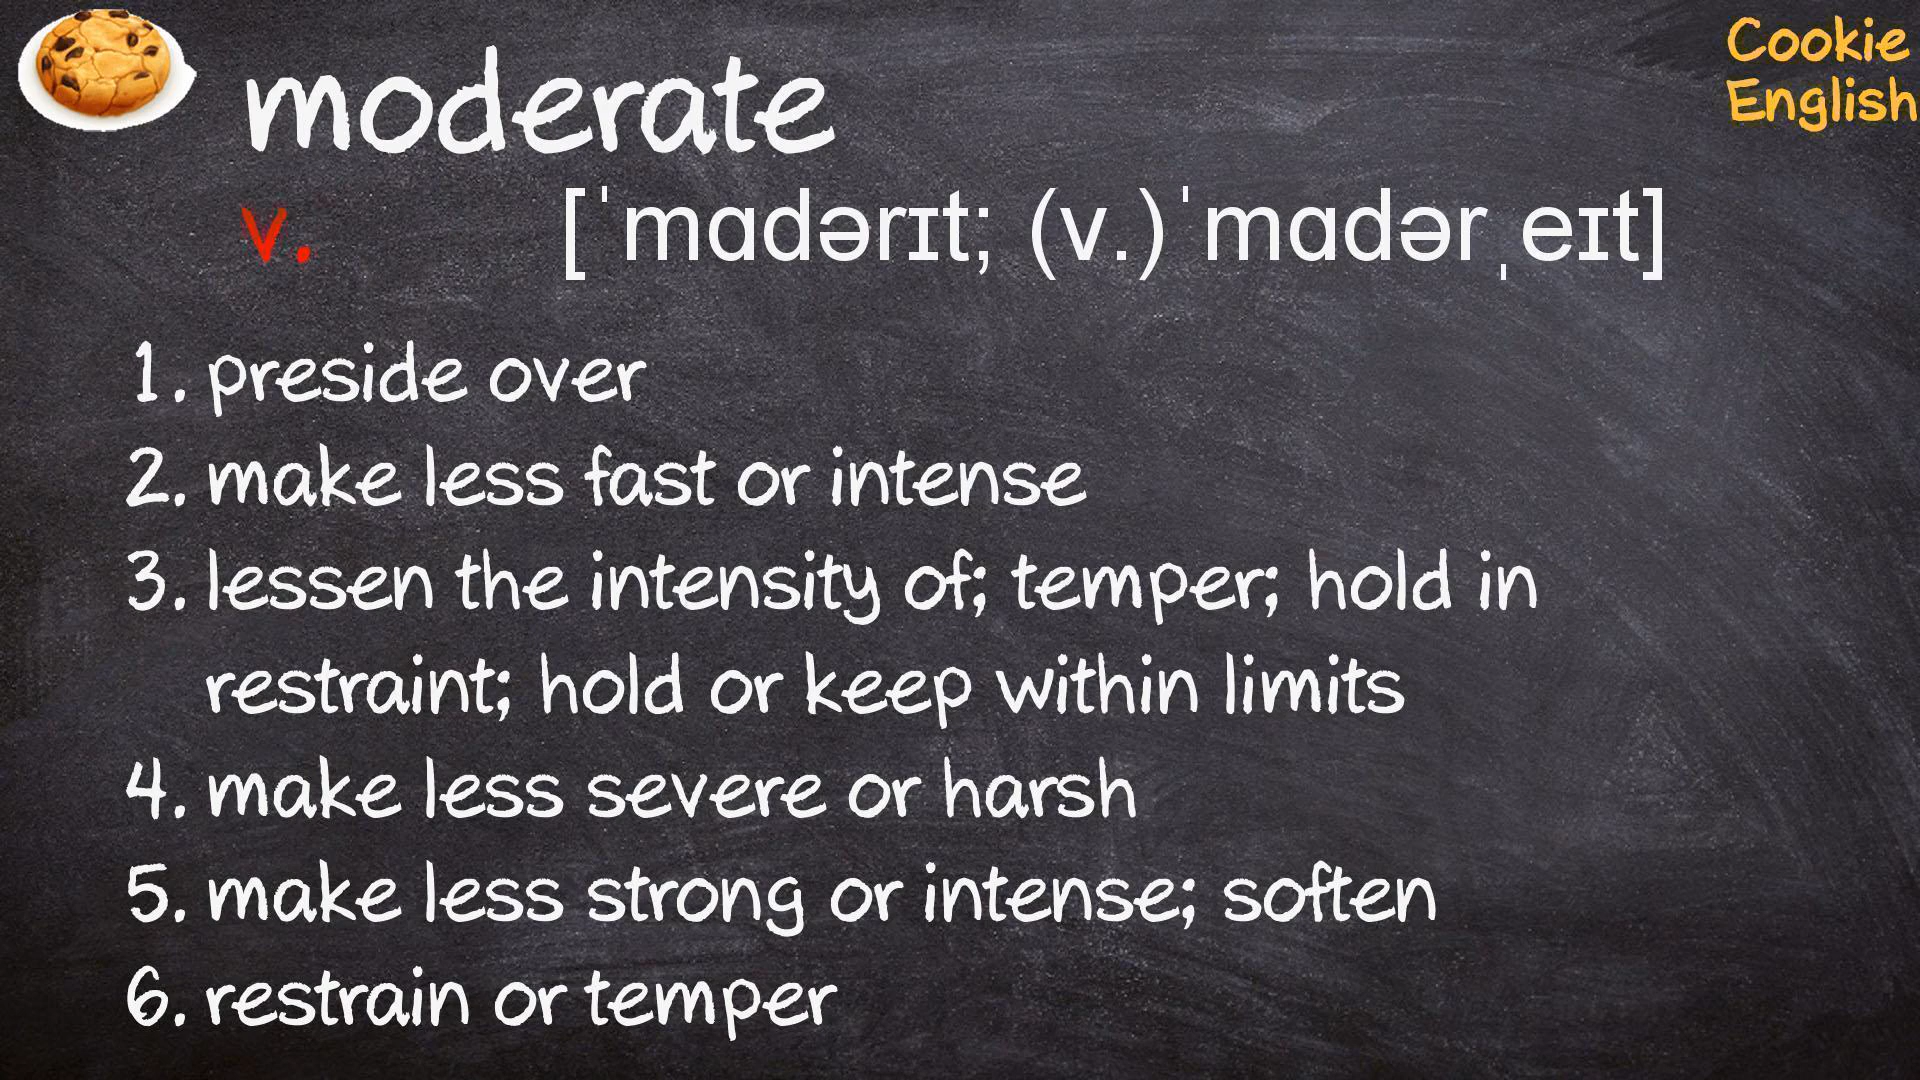 moderate
Cookie
English
v. [ˈmɑdərɪt; (v.)ˈmɑdərˌeɪt]
1. preside over
2. make less fast or intense
3. lessen the intensity of; temper; hold in
restraint; hold or keep within limits
4. make less severe or harsh
5. make less strong or intense; soften
6. restrain or temper